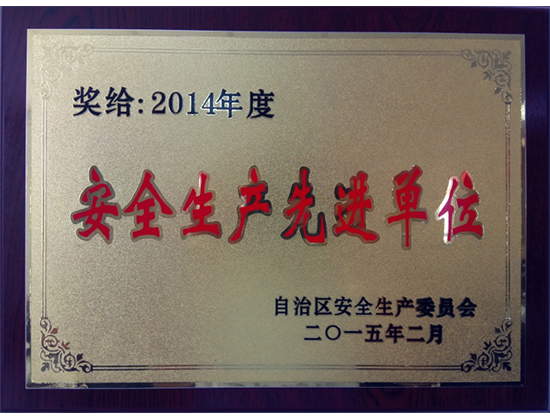 奖给:2014年度
安全生产先进单位
自治区安全生产委员会
二〇一五年二月